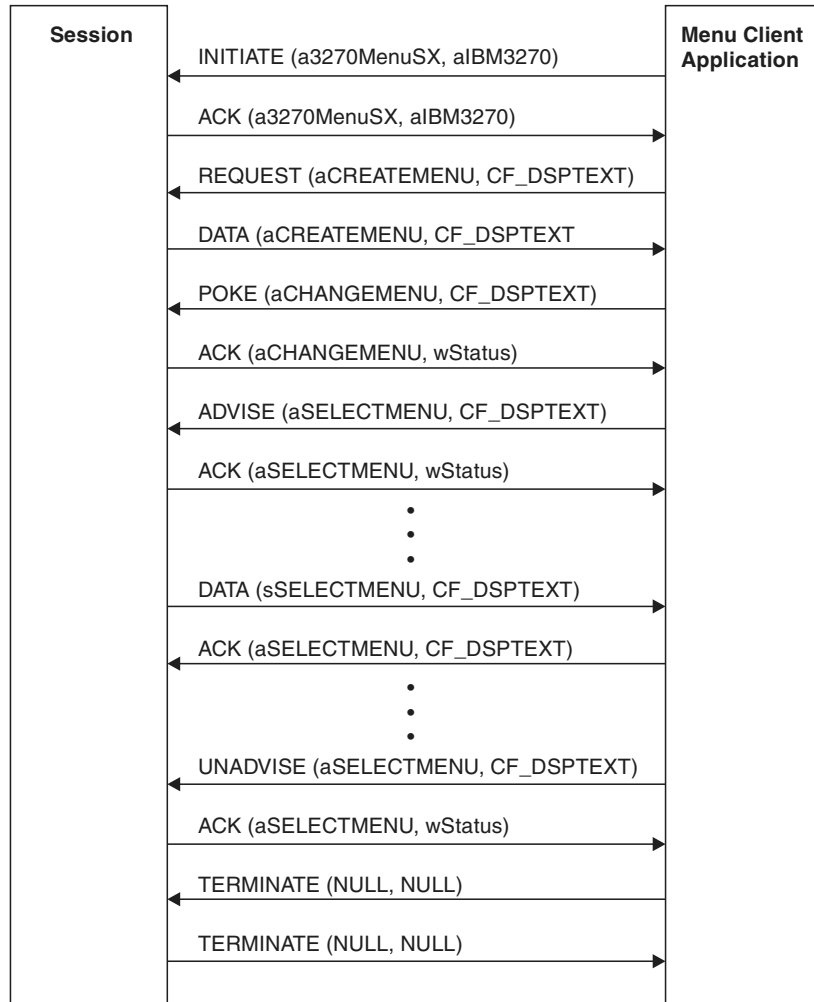 Session
Menu Client
Application
INITIATE (a3270MenuSX, aIBM3270)
ACK (a3270MenuSX, aIBM3270)
REQUEST (aCREATEMENU, CF_DSPTEXT)
DATA (aCREATEMENU, CF_DSPTEXT
POKE (aCHANGEMENU, CF_DSPTEXT)
ACK (aCHANGEMENU, wStatus)
ADVISE (aSELECTMENU, CF_DSPTEXT)
ACK (aSELECTMENU, wStatus)
DATA (sSELECTMENU, CF_DSPTEXT)
ACK (aSELECTMENU, CF_DSPTEXT)
UNADVISE (aSELECTMENU, CF_DSPTEXT)
ACK (aSELECTMENU, wStatus)
TERMINATE (NULL, NULL)
TERMINATE (NULL, NULL)